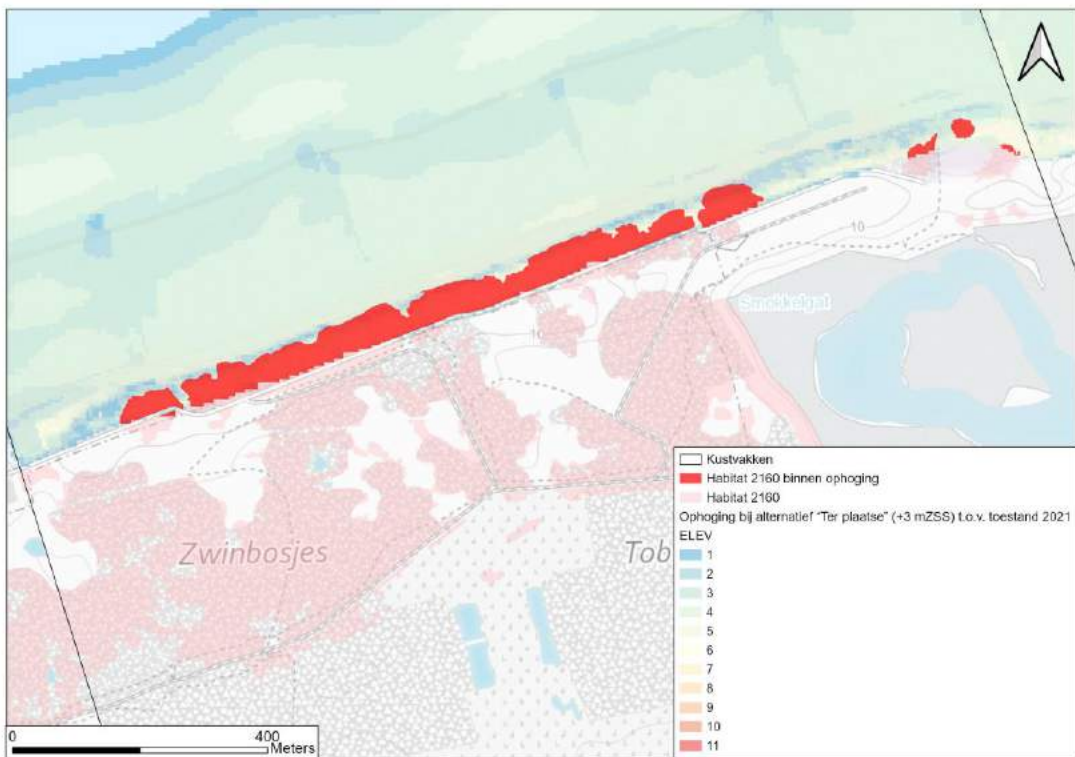 10
Smokkelgat
10
Zwinbosjes
Tob
Kustvakken
Habitat 2160 binnen ophoging
Habitat 2160
Ophoging bij alternatief "Ter plaatse" (+3 mZSS) t.o.v. toestand 2021
ELEV
1
2
3
4
5
6
7
8
9
10
11
0 400
Meters